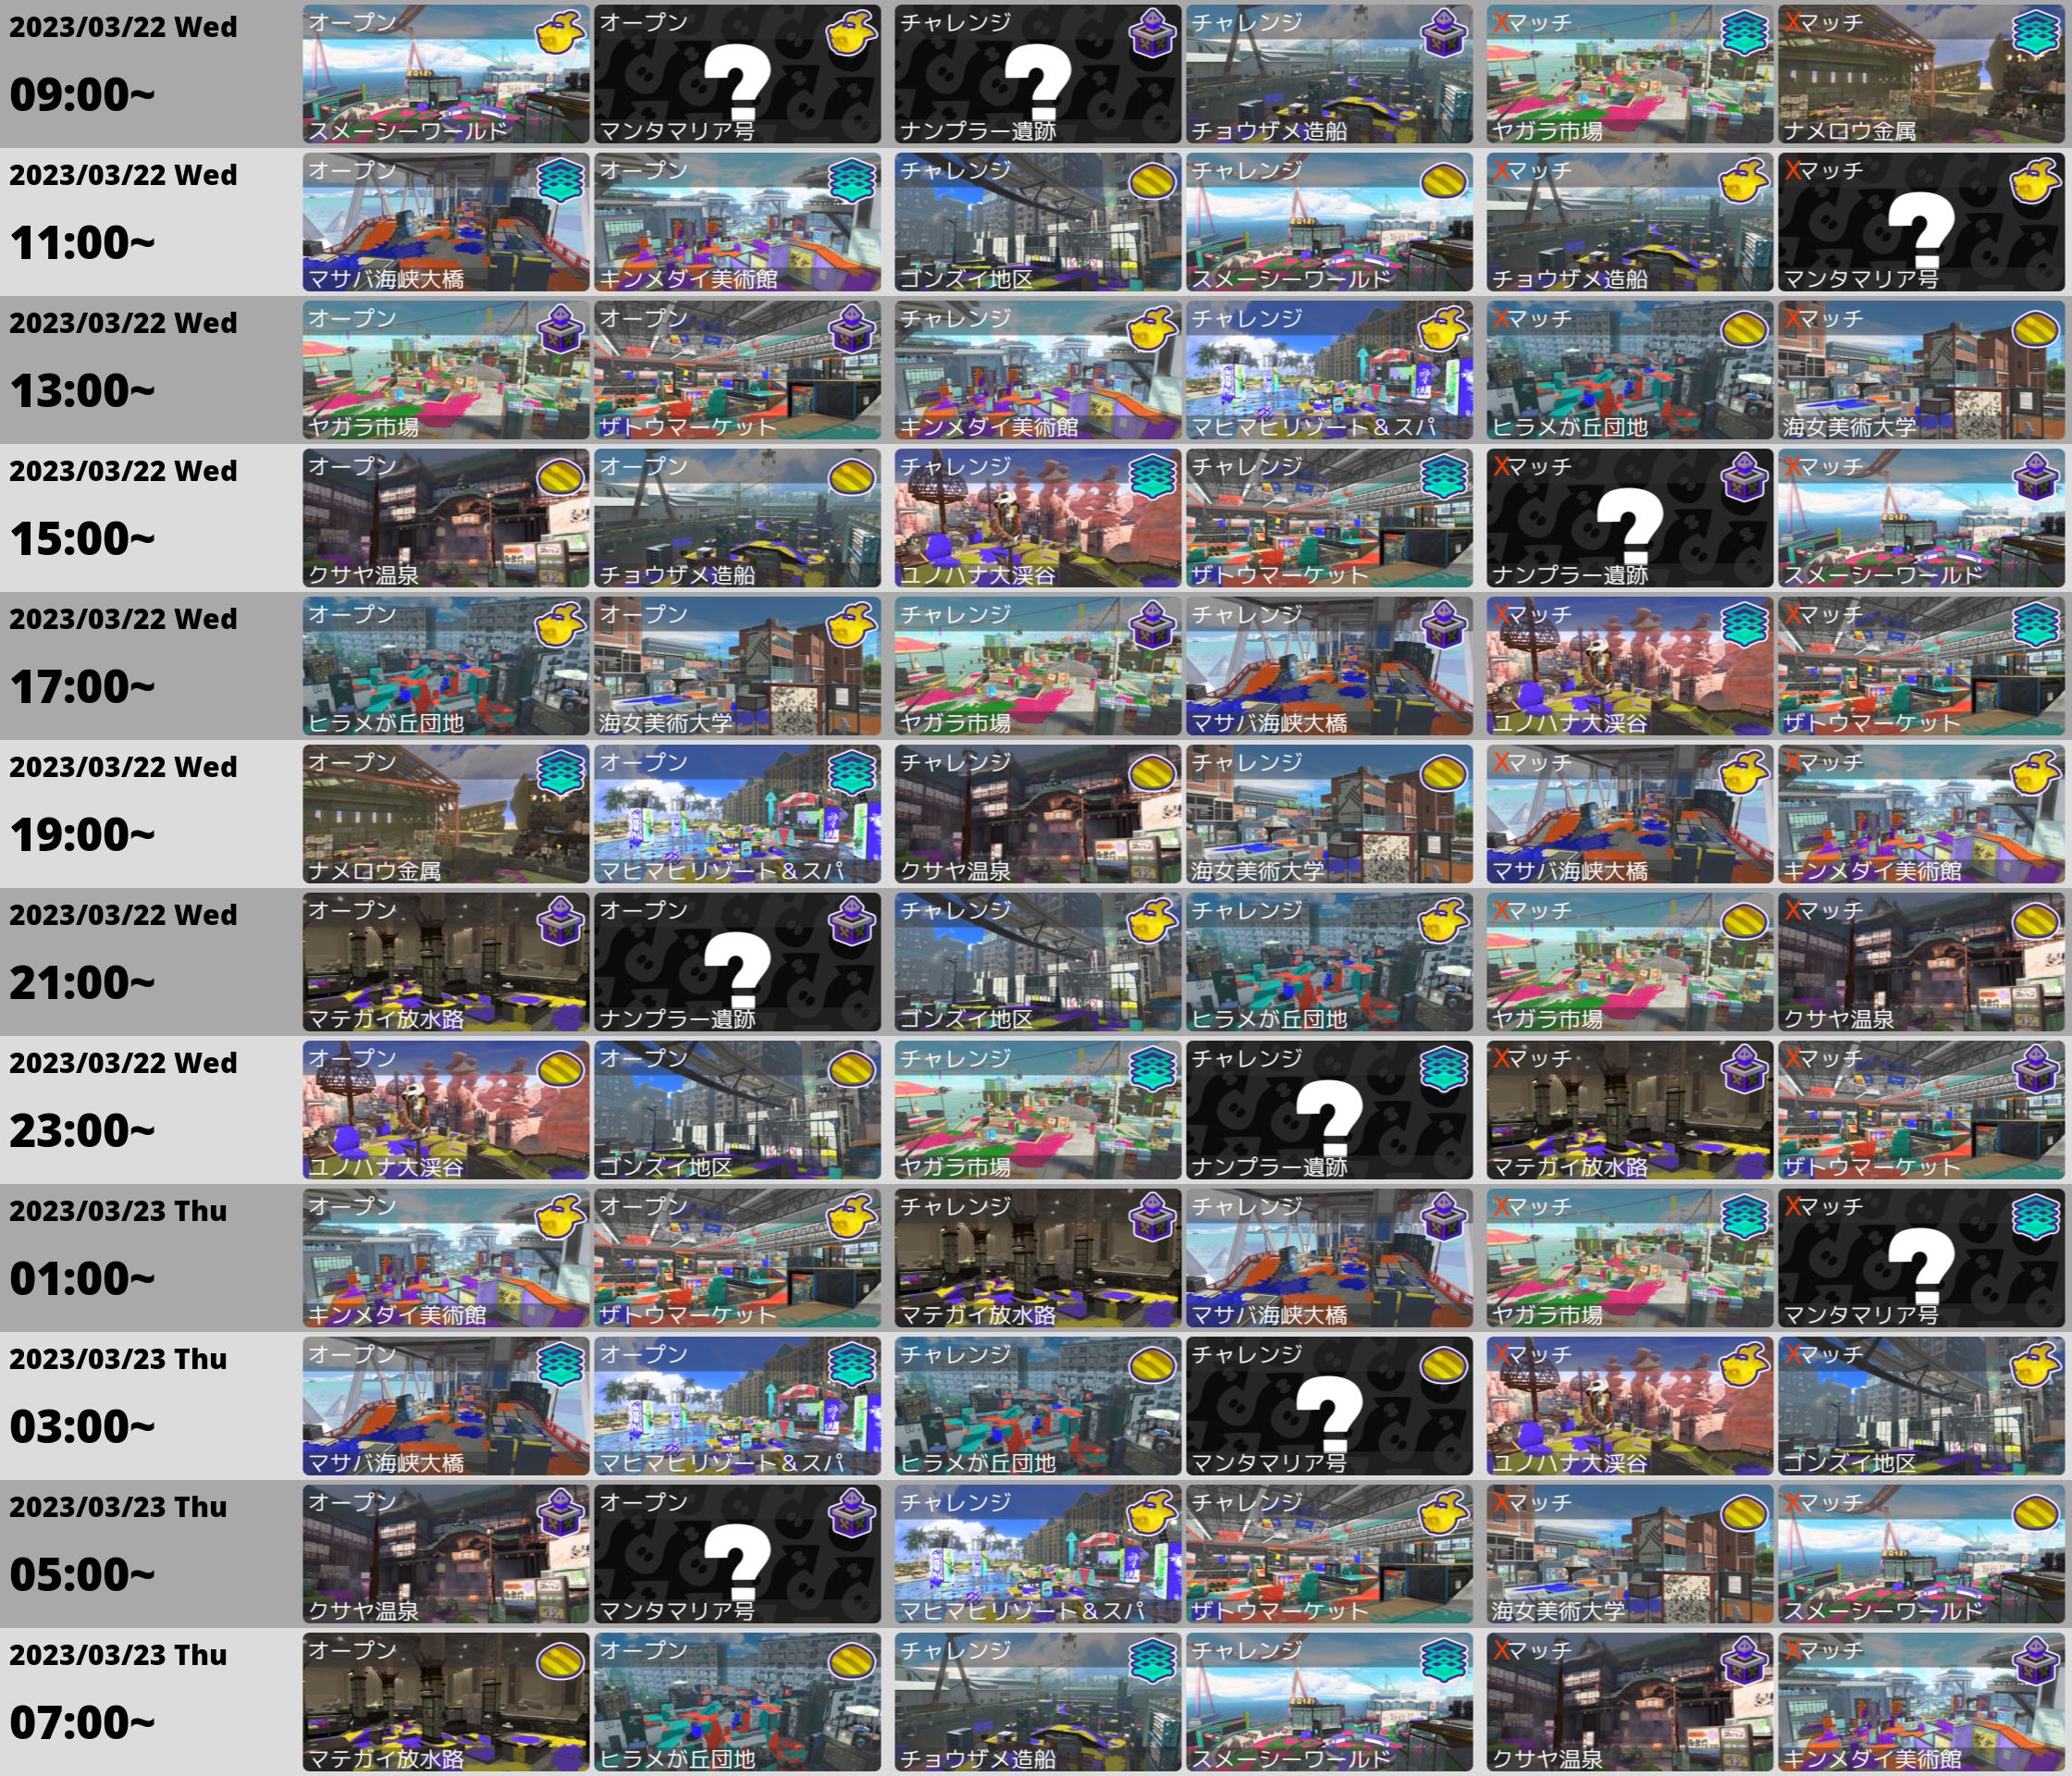 2023/03/22 Wed
09:00~
オープン オープン チャレンジ チャレンジ Xマッチ Xマッチ
スメーシーワールド マンタマリア号 ナンプラー遺跡 チョウザメ造船 ヤガラ市場 ナメロウ金属
2023/03/22 Wed
11:00~
オープン オープン チャレンジ チャレンジ Xマッチ Xマッチ
マサバ海峡大橋 キンメダイ美術館 ゴンズイ地区 スメーシーワールド チョウザメ造船 マンタマリア号
2023/03/22 Wed
13:00~
オープン オープン チャレンジ チャレンジ Xマッチ Xマッチ
ヤガラ市場 ザトウマーケット キンメダイ美術館 マヒマヒリゾート＆スパ ヒラメが丘団地 海女美術大学
2023/03/22 Wed
15:00~
オープン オープン チャレンジ チャレンジ Xマッチ Xマッチ
クサヤ温泉 チョウザメ造船 ユノハナ大渓谷 ザトウマーケット ナンプラー遺跡 スメーシーワールド
2023/03/22 Wed
17:00~
オープン オープン チャレンジ チャレンジ Xマッチ Xマッチ
ヒラメが丘団地 海女美術大学 ヤガラ市場 マサバ海峡大橋 ユノハナ大渓谷 ザトウマーケット
2023/03/22 Wed
19:00~
オープン オープン チャレンジ チャレンジ Xマッチ Xマッチ
ナメロウ金属 マヒマヒリゾート＆スパ クサヤ温泉 海女美術大学 マサバ海峡大橋 キンメダイ美術館
2023/03/22 Wed
21:00~
オープン オープン チャレンジ チャレンジ Xマッチ Xマッチ
マテガイ放水路 ナンプラー遺跡 ゴンズイ地区 ヒラメが丘団地 ヤガラ市場 クサヤ温泉
2023/03/22 Wed
23:00~
オープン オープン チャレンジ チャレンジ Xマッチ Xマッチ
ユノハナ大渓谷 ゴンズイ地区 ヤガラ市場 ナンプラー遺跡 マテガイ放水路 ザトウマーケット
2023/03/23 Thu
01:00~
オープン オープン チャレンジ チャレンジ Xマッチ Xマッチ
キンメダイ美術館 ザトウマーケット マテガイ放水路 マサバ海峡大橋 ヤガラ市場 マンタマリア号
2023/03/23 Thu
03:00~
オープン オープン チャレンジ チャレンジ Xマッチ Xマッチ
マサバ海峡大橋 マヒマヒリゾート＆スパ ヒラメが丘団地 マンタマリア号 ユノハナ大渓谷 ゴンズイ地区
2023/03/23 Thu
05:00~
オープン オープン チャレンジ チャレンジ Xマッチ Xマッチ
クサヤ温泉 マンタマリア号 マヒマヒリゾート＆スパ ザトウマーケット 海女美術大学 スメーシーワールド
2023/03/23 Thu
07:00~
オープン オープン チャレンジ チャレンジ Xマッチ Xマッチ
マテガイ放水路 ヒラメが丘団地 チョウザメ造船 スメーシーワールド クサヤ温泉 キンメダイ美術館